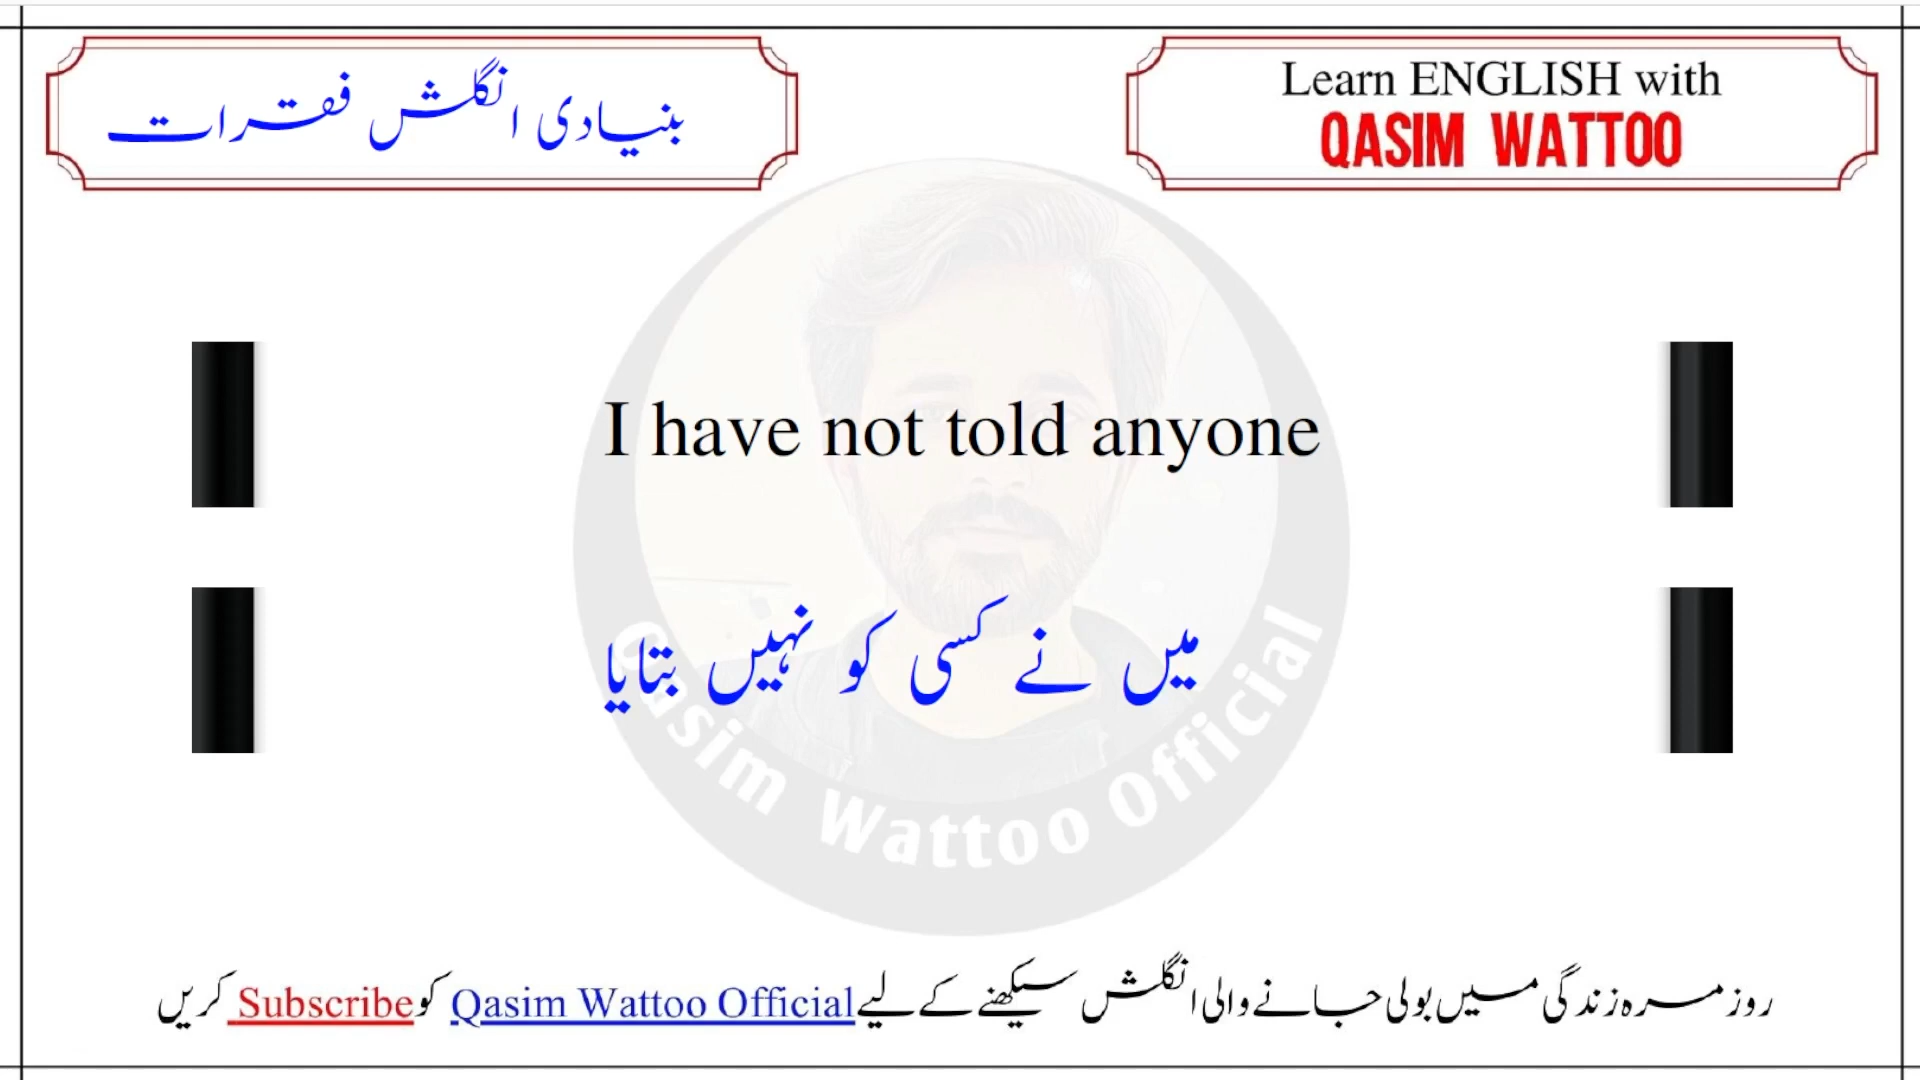 بنیادی انگلش فقرات
Learn ENGLISH with
QASIM WATTOO
I have not told anyone
میں نے کسی کو نہیں بتایا
Qasim Wattoo Official
روزمرہ زندگی میں بولی جانے والی انگلش سیکھنے کے لیے Qasim Wattoo Official کو Subscribe کریں